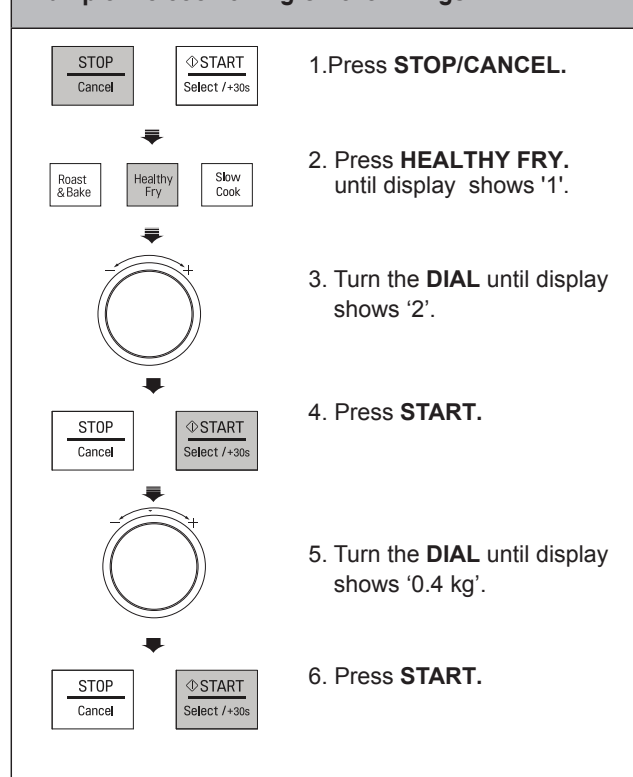 STOP
Cancel
START
Select /+30s
1.Press STOP/CANCEL.
Roast
& Bake
Healthy
Fry
Slow
Cook
2. Press HEALTHY FRY.
until display shows '1'.
- +
3. Turn the DIAL until display
shows ‘2’.
STOP
Cancel
START
Select /+30s
4. Press START.
- +
5. Turn the DIAL until display
shows ‘0.4 kg’.
STOP
Cancel
START
Select /+30s
6. Press START.